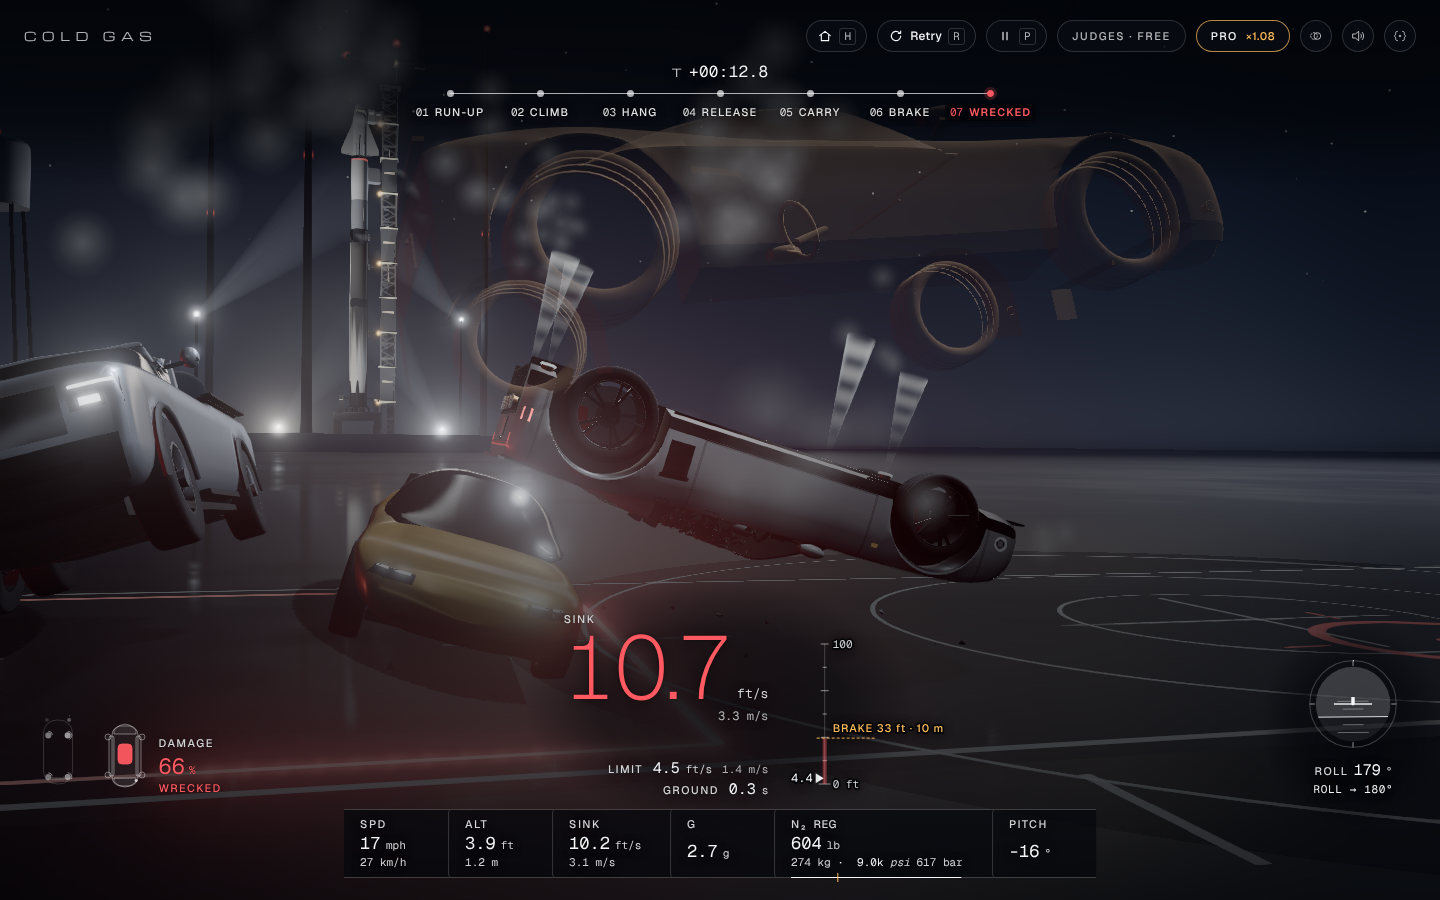 COLD GAS
H
Retry R
P
JUDGES · FREE
PRO ×1.08
T +00:12.8
01 RUN-UP
02 CLIMB
03 HANG
04 RELEASE
05 CARRY
06 BRAKE
07 WRECKED
SINK
10.7 ft/s
3.3 m/s
LIMIT 4.5 ft/s 1.4 m/s
GROUND 0.3 s
100
BRAKE 33 ft · 10 m
4.4
0 ft
DAMAGE
66 %
WRECKED
ROLL 179 °
ROLL → 180°
SPD
17 mph
27 km/h
ALT
3.9 ft
1.2 m
SINK
10.2 ft/s
3.1 m/s
G
2.7 g
N₂ REG
604 lb
274 kg · 9.0k psi 617 bar
PITCH
-16 °